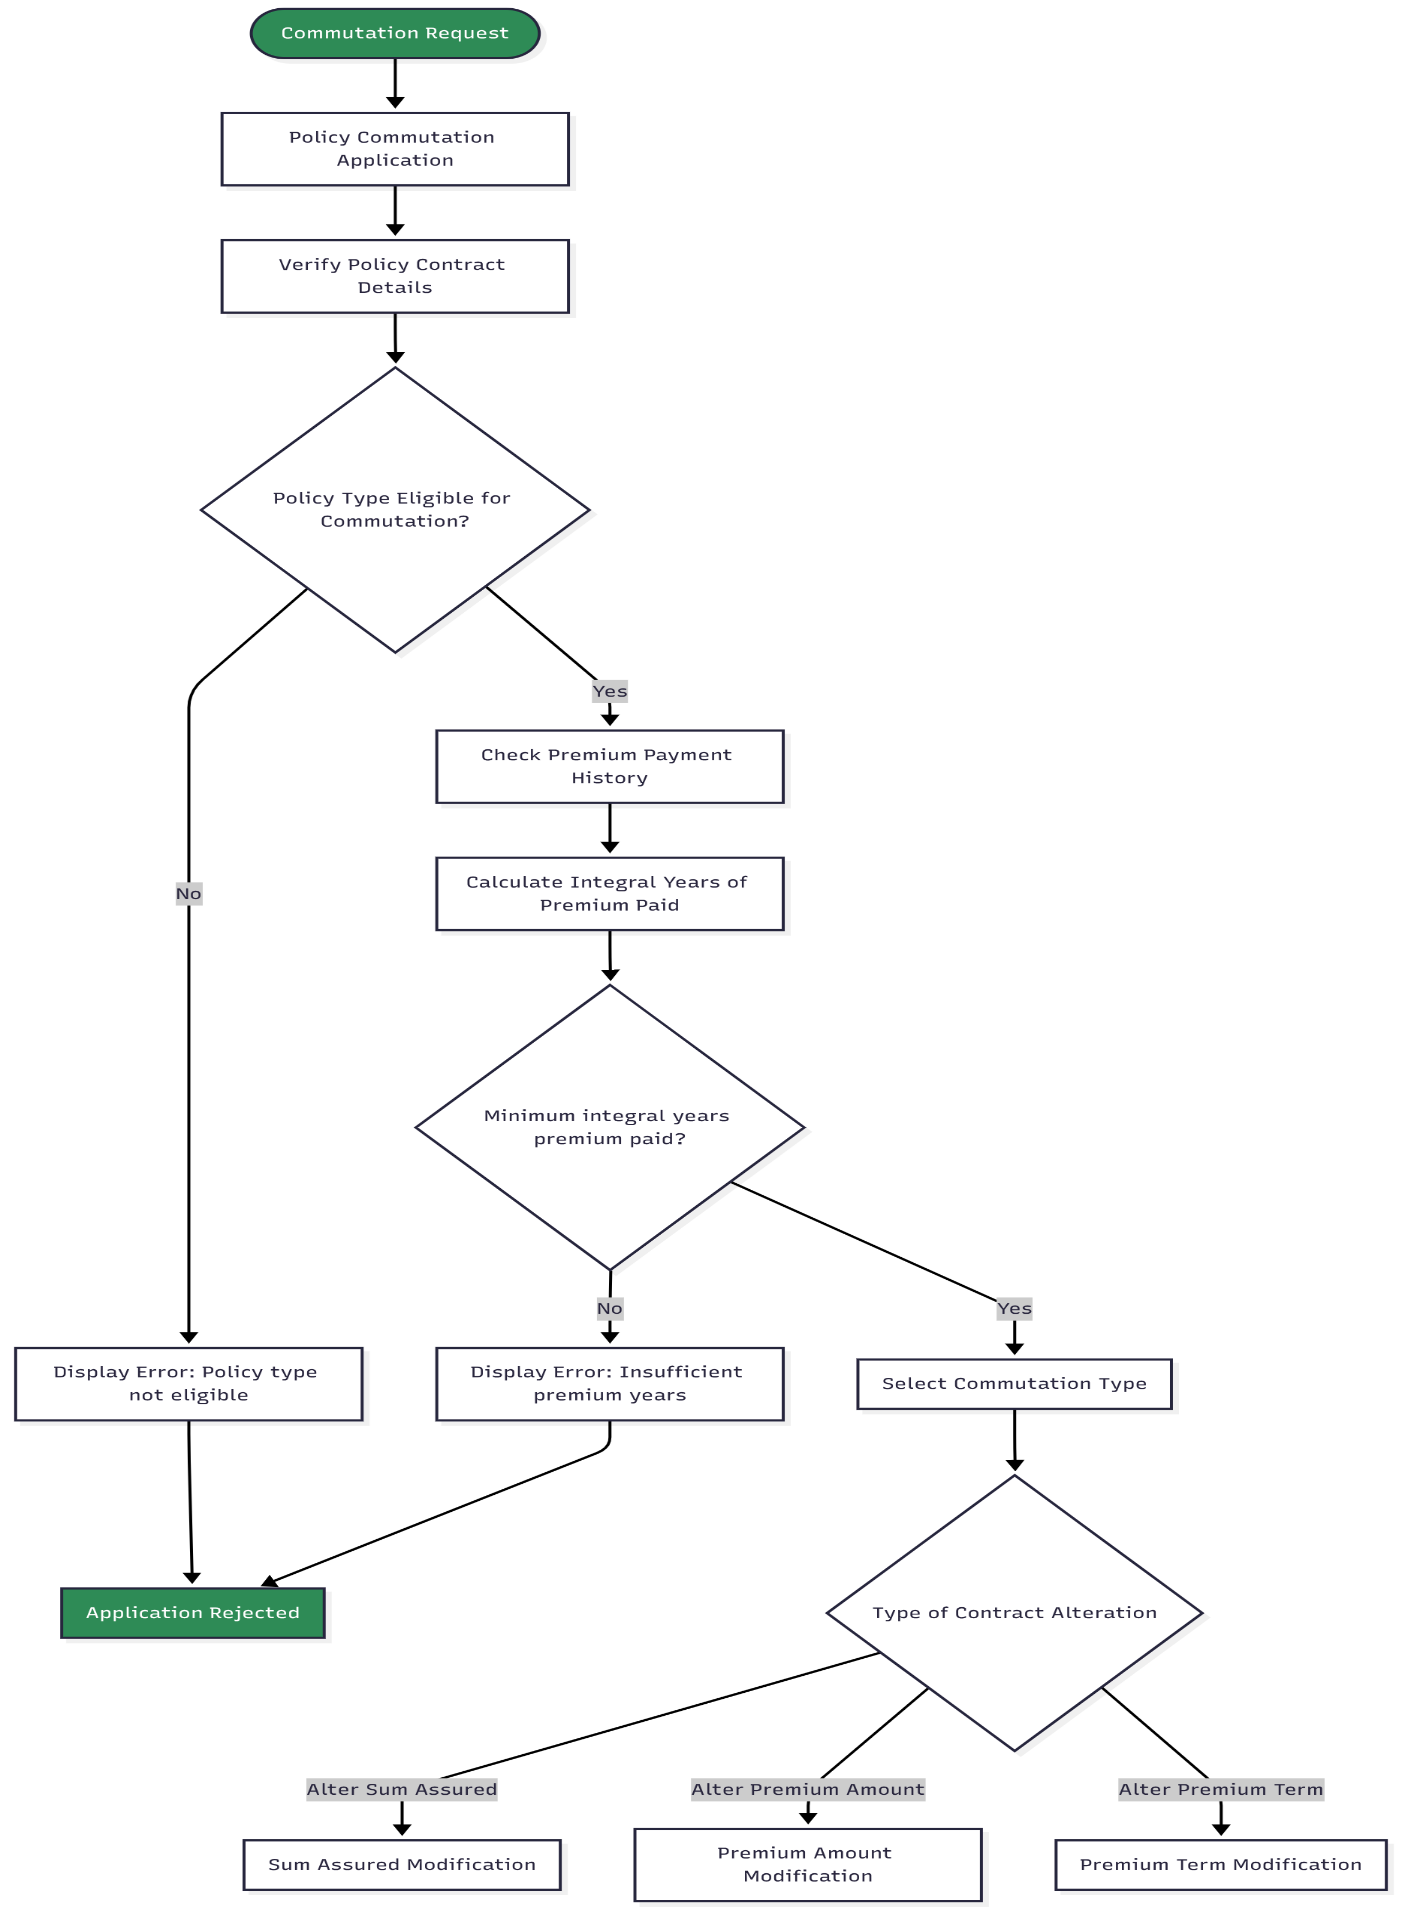 Commutation Request
Policy Commutation
Application
Verify Policy Contract
Details
Policy Type Eligible for
Commutation?
Yes
Check Premium Payment
History
Calculate Integral Years of
Premium Paid
No
Minimum integral years
premium paid?
No
Yes
Display Error: Policy type
not eligible
Display Error: Insufficient
premium years
Select Commutation Type
Application Rejected
Type of Contract Alteration
Alter Sum Assured
Alter Premium Amount
Alter Premium Term
Sum Assured Modification
Premium Amount
Modification
Premium Term Modification